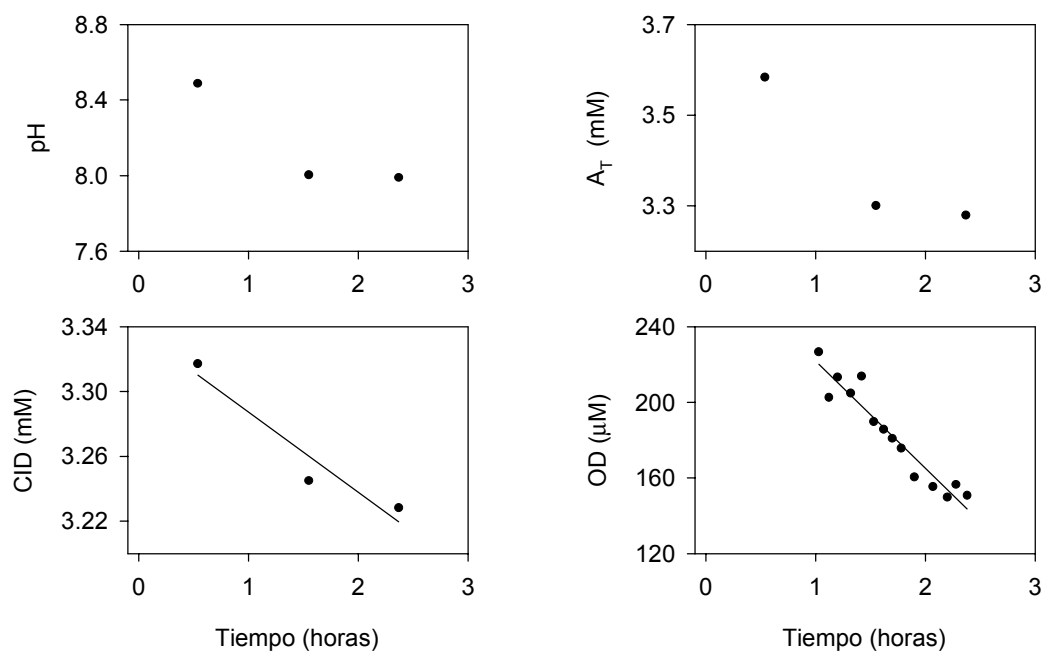 8.8
8.4
8.0
7.6
pH
0 1 2 3
3.7
3.5
3.3
A_T (mM)
0 1 2 3
3.34
3.30
3.26
3.22
CID (mM)
0 1 2 3
Tiempo (horas)
240
200
160
120
OD (μM)
0 1 2 3
Tiempo (horas)